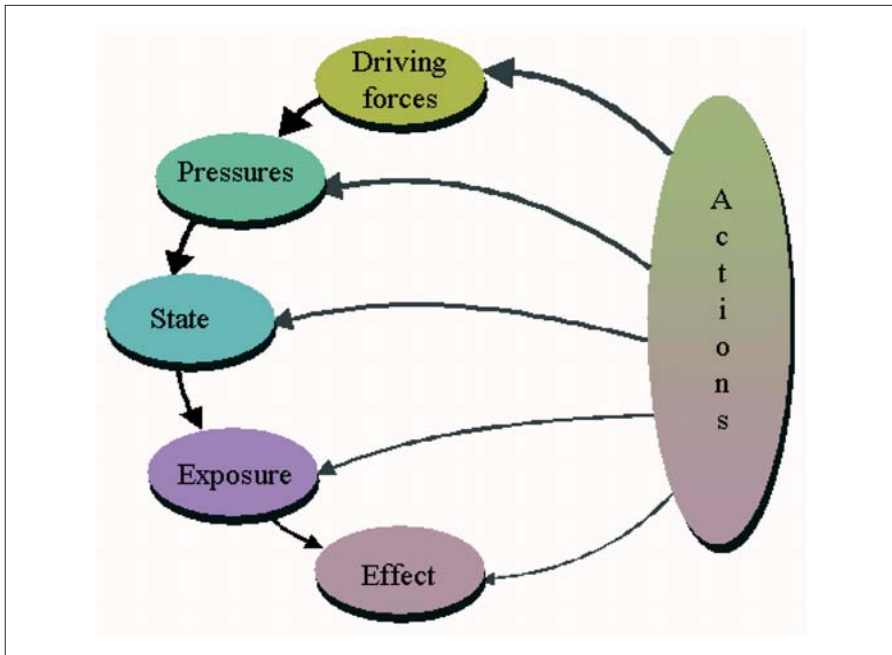 Driving
forces
Pressures
State
Exposure
Effect
A
c
t
i
o
n
s